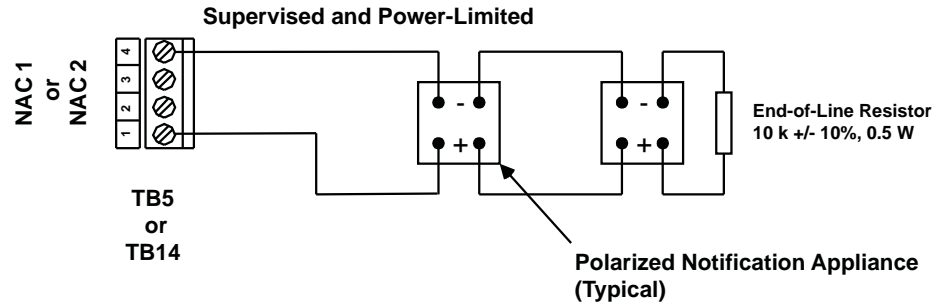 Supervised and Power-Limited
NAC 1
or
NAC 2
4
3
2
1
- 
+
-
+
End-of-Line Resistor
10 k +/- 10%, 0.5 W
TB5
or
TB14
Polarized Notification Appliance
(Typical)